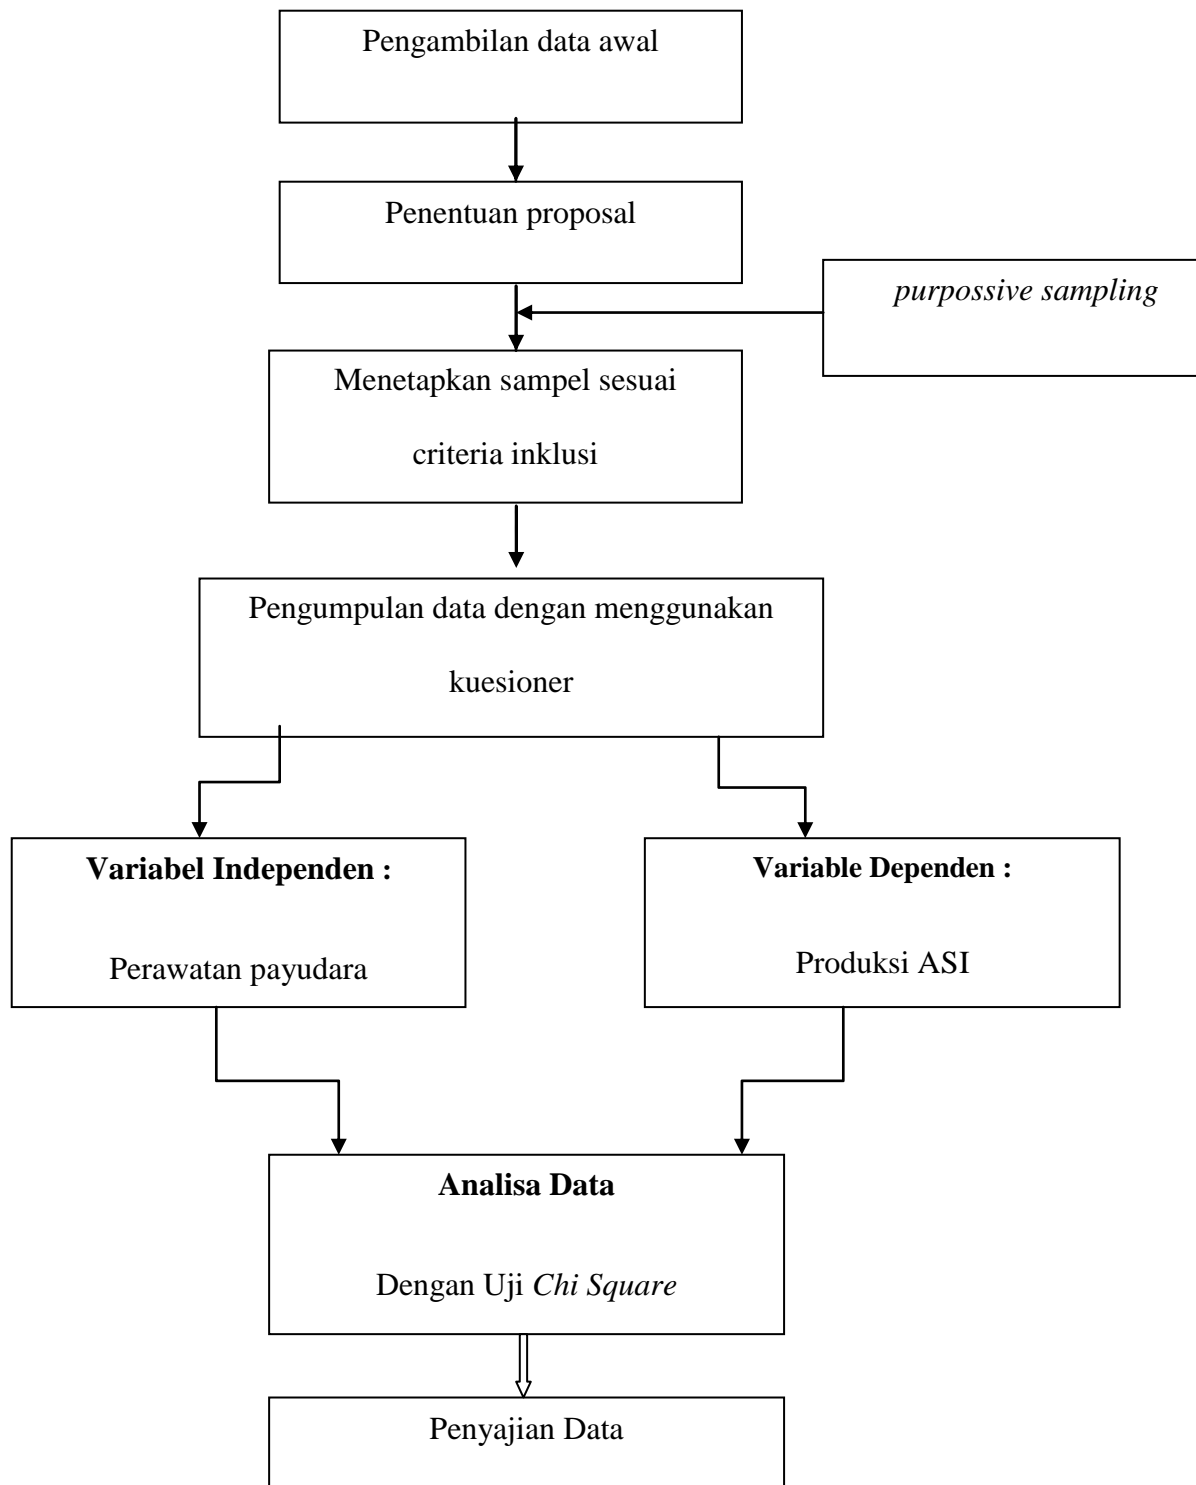 Pengambilan data awal
Penentuan proposal
purpossive sampling
Menetapkan sampel sesuai
criteria inklusi
Pengumpulan data dengan menggunakan
kuesioner
Variabel Independen :
Perawatan payudara
Variable Dependen :
Produksi ASI
Analisa Data
Dengan Uji Chi Square
Penyajian Data